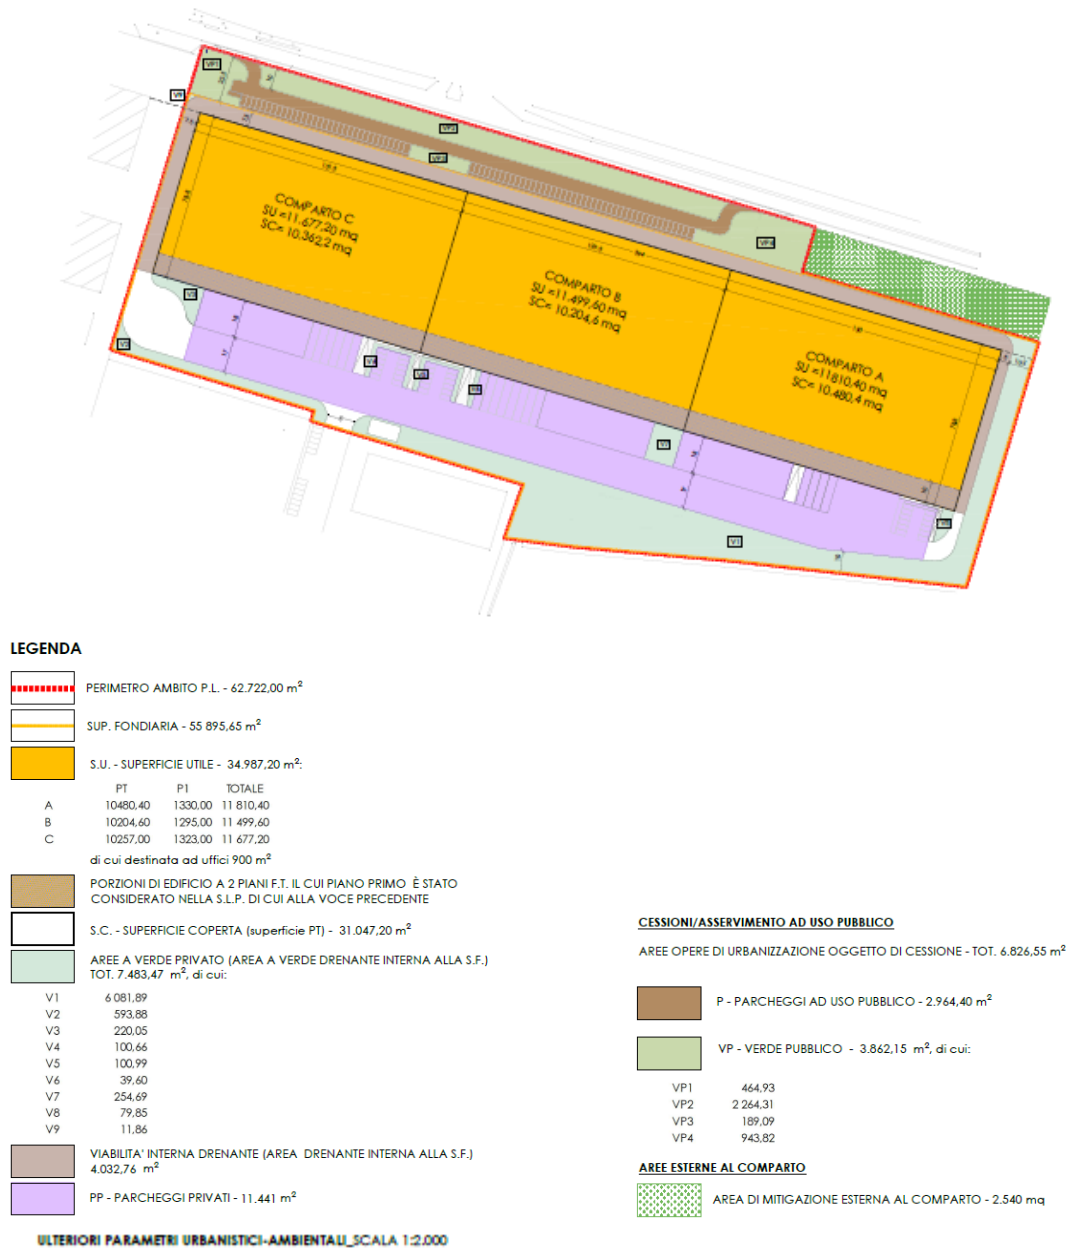 VP1
V9
VP2
VP3
VP4
COMPARTO C
SU =11.677,20 mq
SC= 10.362,2 mq
COMPARTO B
SU =11.499,60 mq
SC= 10.204,6 mq
COMPARTO A
SU =11810,40 mq
SC= 10.480,4 mq
V3
V2
V7
V1
LEGENDA
PERIMETRO AMBITO P.L. - 62.722,00 m²
SUP. FONDIARIA - 55 895,65 m²
S.U. - SUPERFICIE UTILE - 34.987,20 m²:
PT P1 TOTALE
A 10480,40 1330,00 11 810,40
B 10204,60 1295,00 11 499,60
C 10257,00 1323,00 11 677,20
di cui destinata ad uffici 900 m²
PORZIONI DI EDIFICIO A 2 PIANI F.T. IL CUI PIANO PRIMO È STATO
CONSIDERATO NELLA S.L.P. DI CUI ALLA VOCE PRECEDENTE
S.C. - SUPERFICIE COPERTA (superficie PT) - 31.047,20 m²
AREE A VERDE PRIVATO (AREA A VERDE DRENANTE INTERNA ALLA S.F.)
TOT. 7.483,47 m², di cui:
V1 6 081,89
V2 593,88
V3 220,05
V4 100,66
V5 100,99
V6 39,60
V7 254,69
V8 79,85
V9 11,86
VIABILITA' INTERNA DRENANTE (AREA DRENANTE INTERNA ALLA S.F.)
4.032,76 m²
PP - PARCHEGGI PRIVATI - 11.441 m²
CESSIONI/ASSERVIMENTO AD USO PUBBLICO
AREE OPERE DI URBANIZZAZIONE OGGETTO DI CESSIONE - TOT. 6.826,55 m²
P - PARCHEGGI AD USO PUBBLICO - 2.964,40 m²
VP - VERDE PUBBLICO - 3.862,15 m², di cui:
VP1 464,93
VP2 2 264,31
VP3 189,09
VP4 943,82
AREE ESTERNE AL COMPARTO
AREA DI MITIGAZIONE ESTERNA AL COMPARTO - 2.540 mq
ULTERIORI PARAMETRI URBANISTICI-AMBIENTALI_SCALA 1:2.000